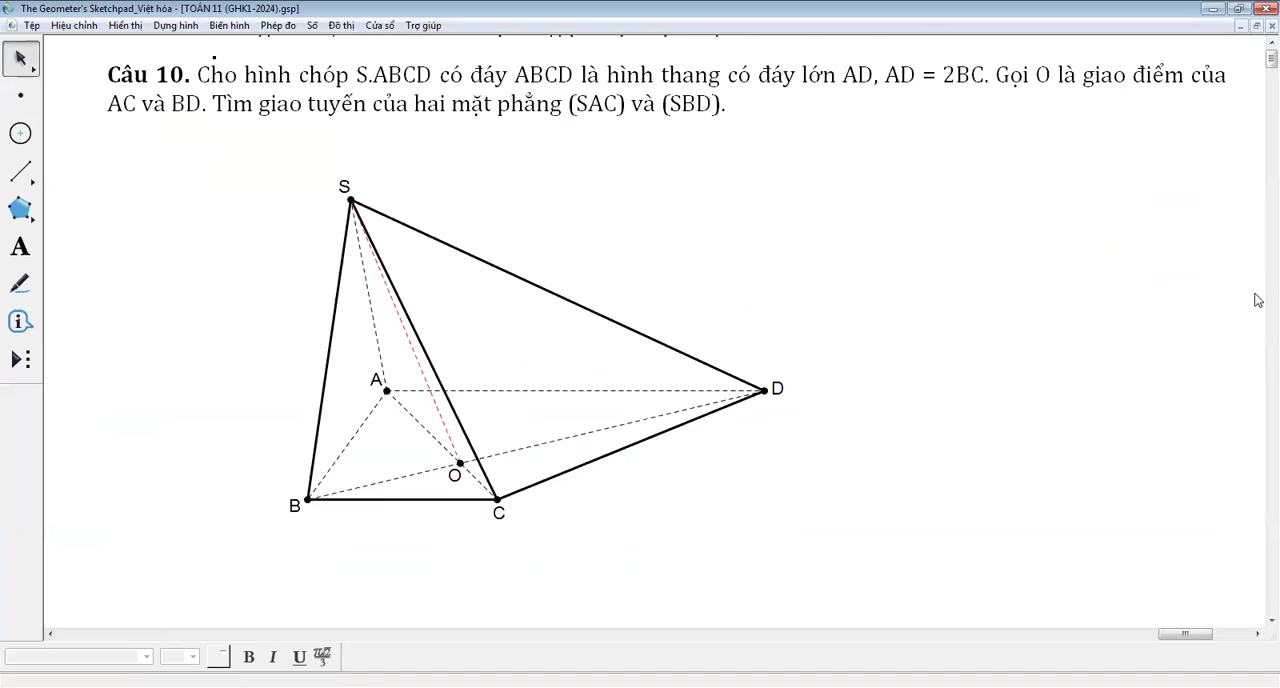 The Geometer's Sketchpad_Việt hóa - [TOÁN 11 (GHK1-2024).gsp]
Tệp Hiệu chỉnh Hiển thị Dựng hình Biến hình Phép đo Số Đồ thị Cửa sổ Trợ giúp
Câu 10. Cho hình chóp S.ABCD có đáy ABCD là hình thang có đáy lớn AD, AD = 2BC. Gọi O là giao điểm của
AC và BD. Tìm giao tuyến của hai mặt phẳng (SAC) và (SBD).
S
A
D
O
B
C
A
B I U